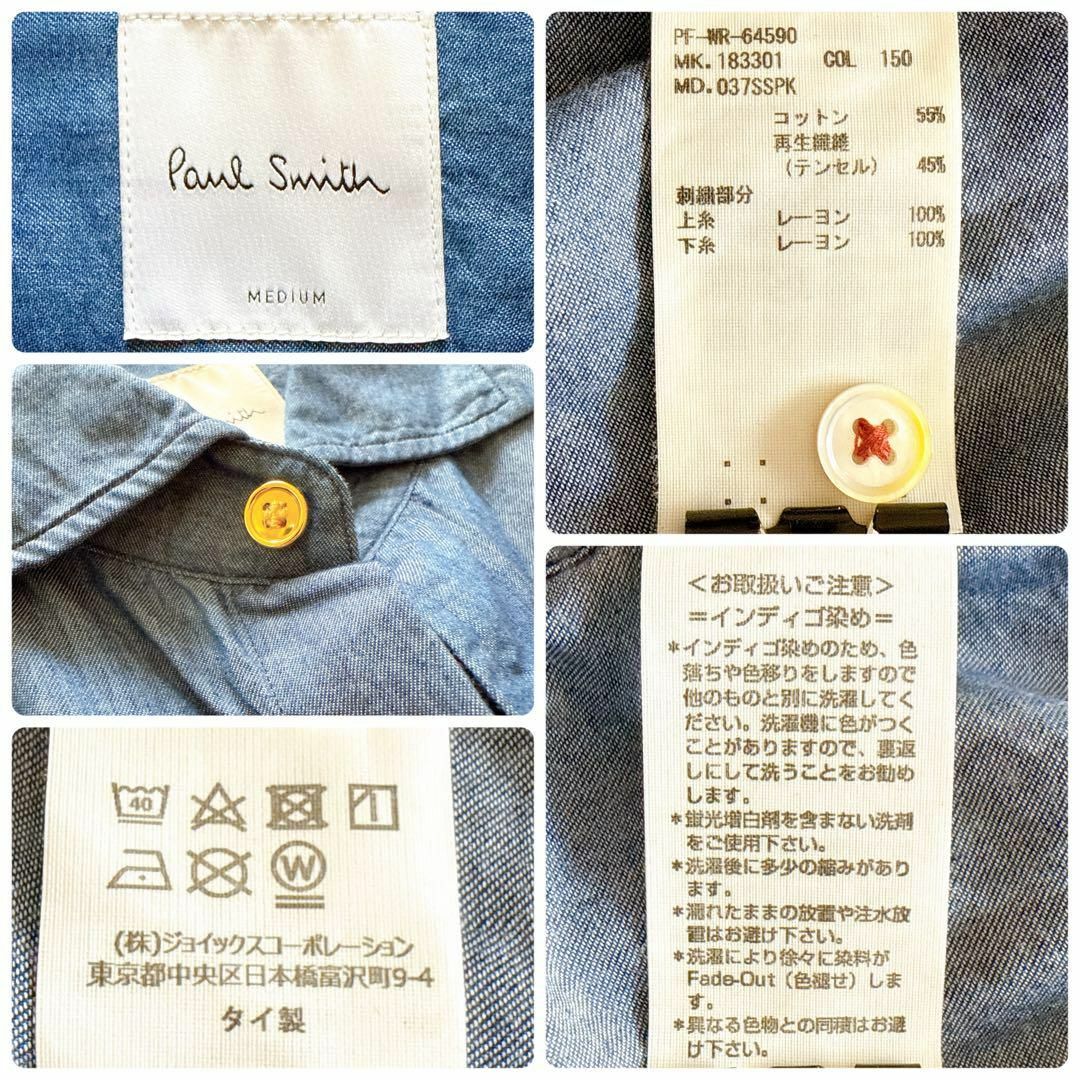 Paul Smith
MEDIUM
PF-WR-64590
MK. 183301 COL 150
MD. 037SSPK
コットン 55%
再生繊維
(テンセル) 45%
刺繍部分
上糸 レーヨン 100%
下糸 レーヨン 100%
ith
40
W
(株)ジョイックスコーポレーション
東京都中央区日本橋富沢町9-4
タイ製
<お取扱いご注意>
=インディゴ染め=
*インディゴ染めのため、色
落ちや色移りをしますので
他のものと別に洗濯してく
ださい。洗濯機に色がつく
ことがありますので、裏返
しにして洗うことをお勧め
します。
*蛍光増白剤を含まない洗剤
をご使用下さい。
*洗濯後に多少の縮みがあり
ます。
*濡れたままの放置や注水放
置はお避け下さい。
*洗濯により徐々に染料が
Fade-Out (色褪せ) しま
す。
*異なる色物との同積はお避
け下さい。